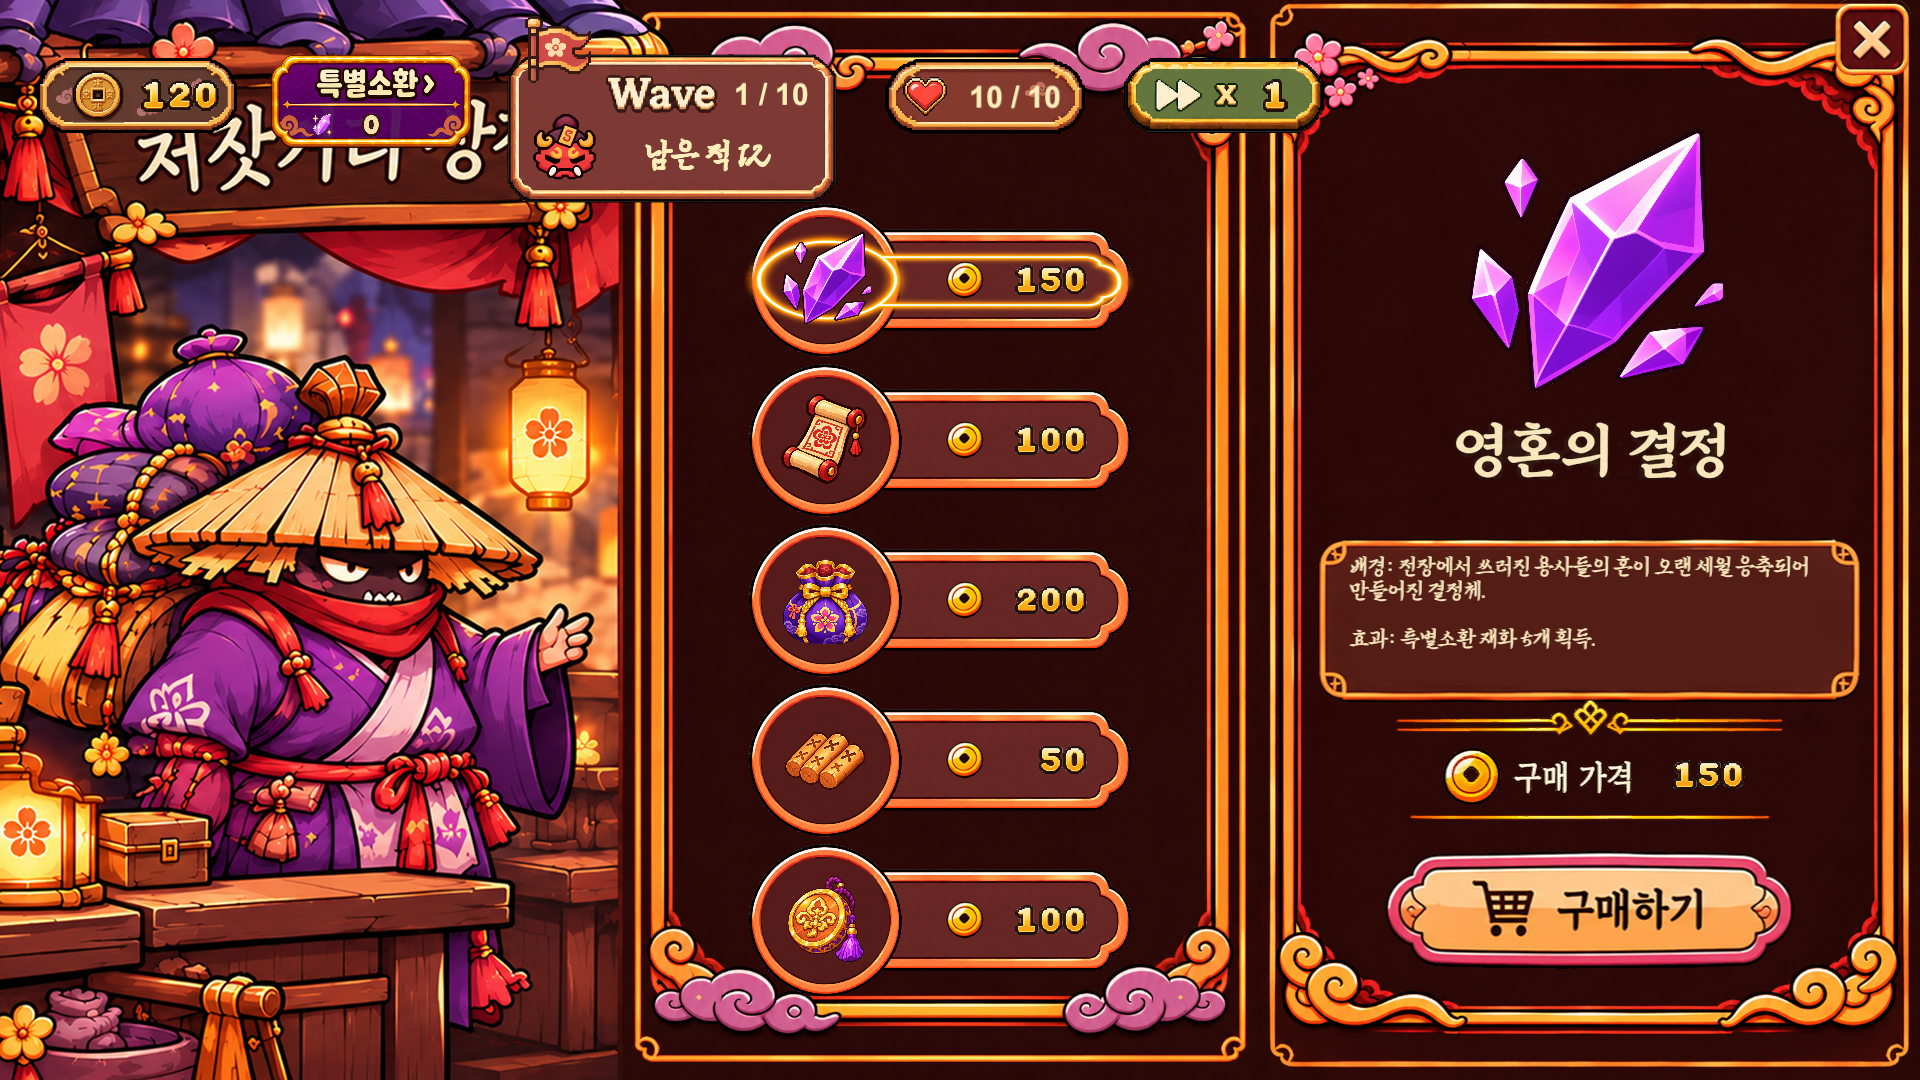 120
특별소환 ›
0
Wave 1 / 10
남은 적 12
10 / 10
X 1
저잣거리
150
100
200
50
100
영혼의 결정
배경: 전장에서 쓰러진 용사들의 혼이 오랜 세월 응축되어
만들어진 결정체.
효과: 특별소환 재화 5개 획득.
구매 가격 150
구매하기